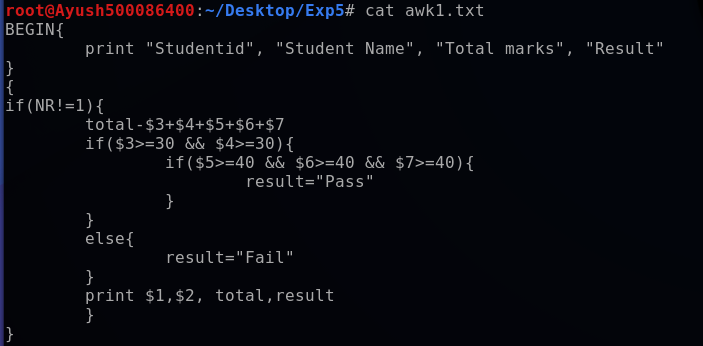 root@Ayush500086400:~/Desktop/Exp5# cat awk1.txt
BEGIN{
        print "Studentid", "Student Name", "Total marks", "Result"
}
{
if(NR!=1){
        total-$3+$4+$5+$6+$7
        if($3>=30 && $4>=30){
                if($5>=40 && $6>=40 && $7>=40){
                        result="Pass"
                }
        }
        else{
                result="Fail"
        }
        print $1,$2, total,result
        }
}